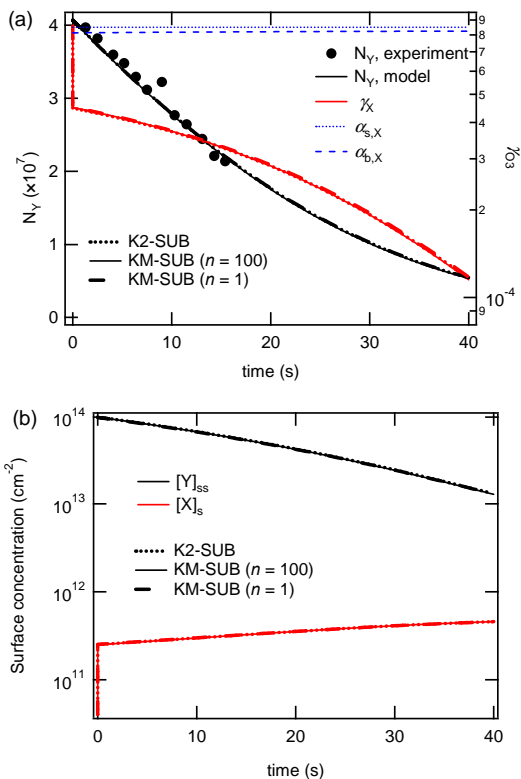 (a)
4
3
2
1
0
N_Y (×10^7)
9
8
7
6
5
4
3
2
10^-4
γ_O3
N_Y, experiment
N_Y, model
γ_X
α_s,X
α_b,X
K2-SUB
KM-SUB (n = 100)
KM-SUB (n = 1)
0 10 20 30 40
time (s)
(b)
10^14
10^13
10^12
10^11
Surface concentration (cm^-2)
[Y]_ss
[X]_s
K2-SUB
KM-SUB (n = 100)
KM-SUB (n = 1)
0 10 20 30 40
time (s)